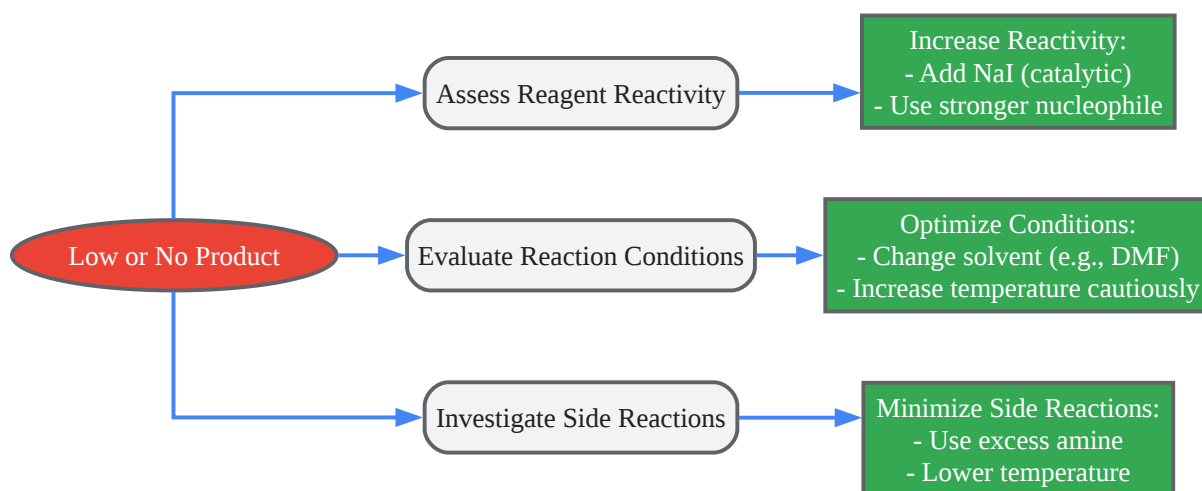 Low or No Product
Assess Reagent Reactivity
Increase Reactivity:
- Add NaI (catalytic)
- Use stronger nucleophile
Evaluate Reaction Conditions
Optimize Conditions:
- Change solvent (e.g., DMF)
- Increase temperature cautiously
Investigate Side Reactions
Minimize Side Reactions:
- Use excess amine
- Lower temperature